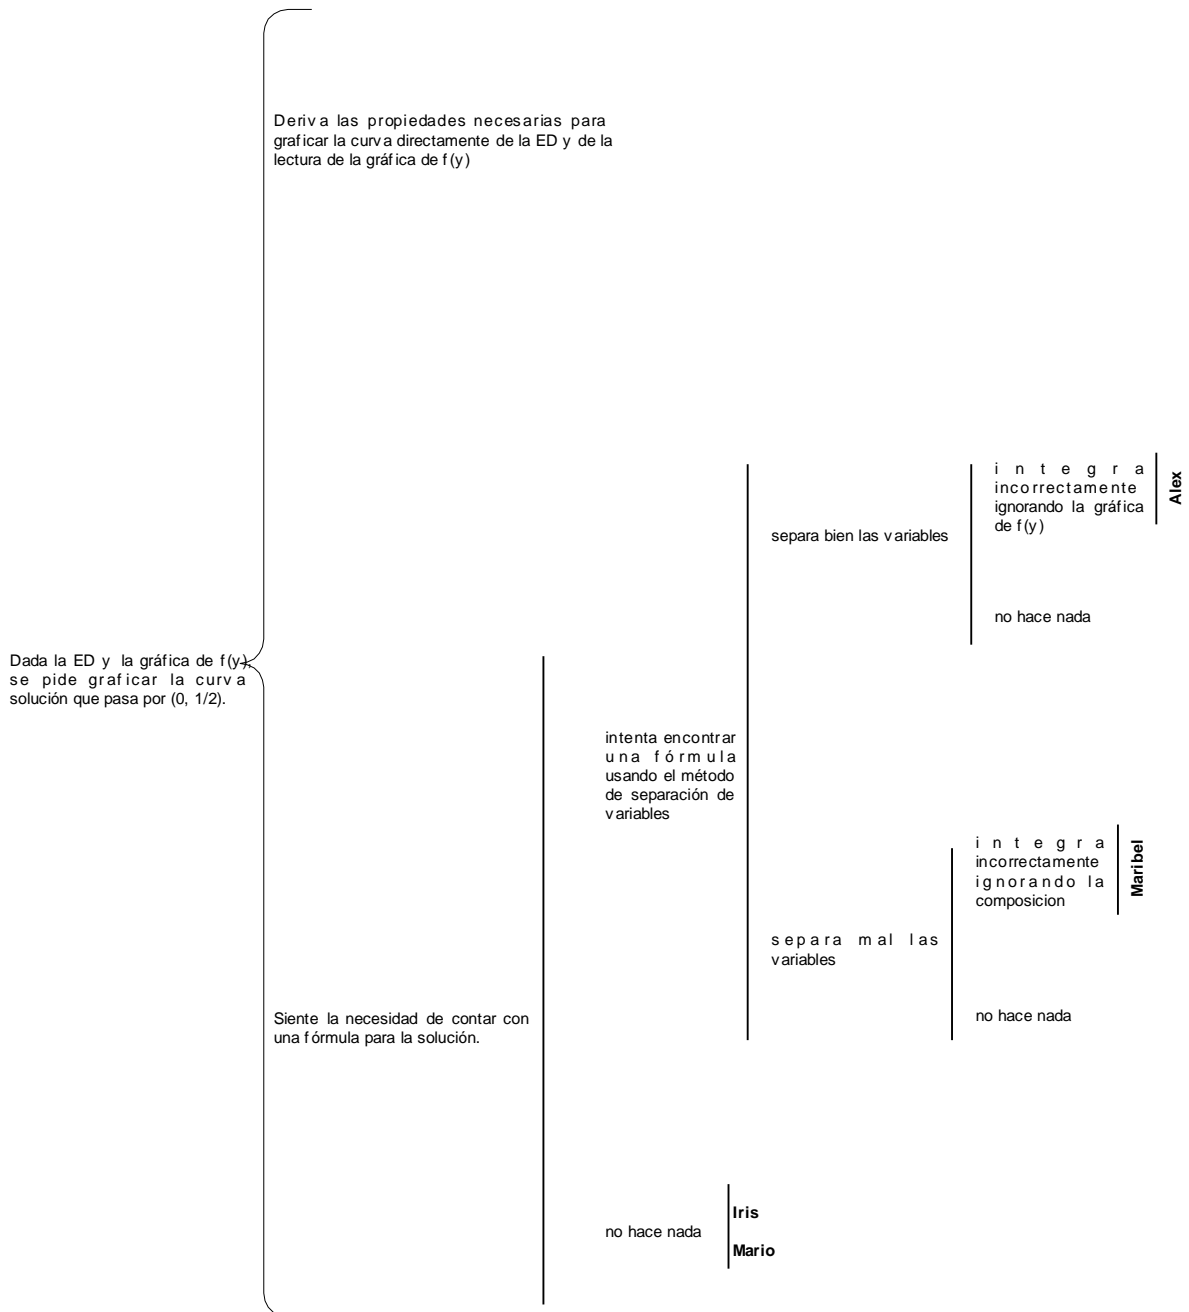 Deriva las propiedades necesarias para
graficar la curva directamente de la ED y de la
lectura de la gráfica de f(y)
integra
incorrectamente
ignorando la gráfica
de f(y)
Alex
separa bien las variables
no hace nada
Dada la ED y la gráfica de f(y),
se pide graficar la curva
solución que pasa por (0, 1/2).
intenta encontrar
una fórmula
usando el método
de separación de
variables
integra
incorrectamente
ignorando la
composicion
Maribel
separa mal las
variables
no hace nada
Siente la necesidad de contar con
una fórmula para la solución.
no hace nada
Iris
Mario